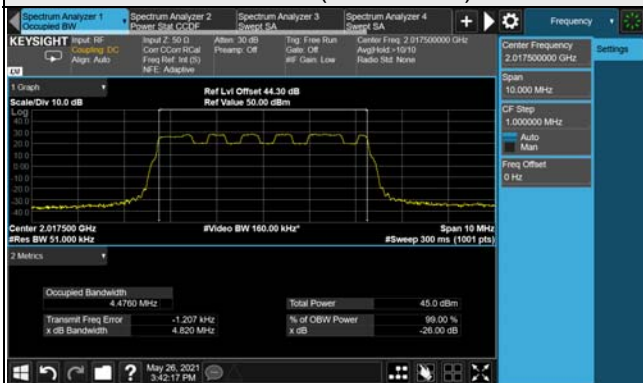 Spectrum Analyzer 1
Occupied BW
Spectrum Analyzer 2
Power Stat CCDF
Spectrum Analyzer 3
Swept SA
Spectrum Analyzer 4
Swept SA
+
Frequency
KEYSIGHT
Input: RF
Coupling: DC
Align: Auto
Input Z: 50 Ω
Corr CCorr RCal
Freq Ref: Int (S)
NFE: Adaptive
Atten: 30 dB
Preamp: Off
Trig: Free Run
Gate: Off
#IF Gain: Low
Center Freq: 2.017500000 GHz
Avg|Hold:>10/10
Radio Std: None
LXI
Center Frequency
2.017500000 GHz
Settings
Span
10.000 MHz
CF Step
1.000000 MHz
Auto
Man
Freq Offset
0 Hz
1 Graph
Scale/Div 10.0 dB
Ref Lvl Offset 44.30 dB
Ref Value 50.00 dBm
Log
40.0
30.0
20.0
10.0
0.00
-10.0
-20.0
-30.0
-40.0
Center 2.017500 GHz
#Video BW 160.00 kHz*
Span 10 MHz
#Res BW 51.000 kHz
#Sweep 300 ms (1001 pts)
2 Metrics
Occupied Bandwidth
4.4760 MHz
Total Power
45.0 dBm
Transmit Freq Error
-1.207 kHz
% of OBW Power
99.00 %
x dB Bandwidth
4.820 MHz
x dB
-26.00 dB
?
May 26, 2021
3:42:17 PM